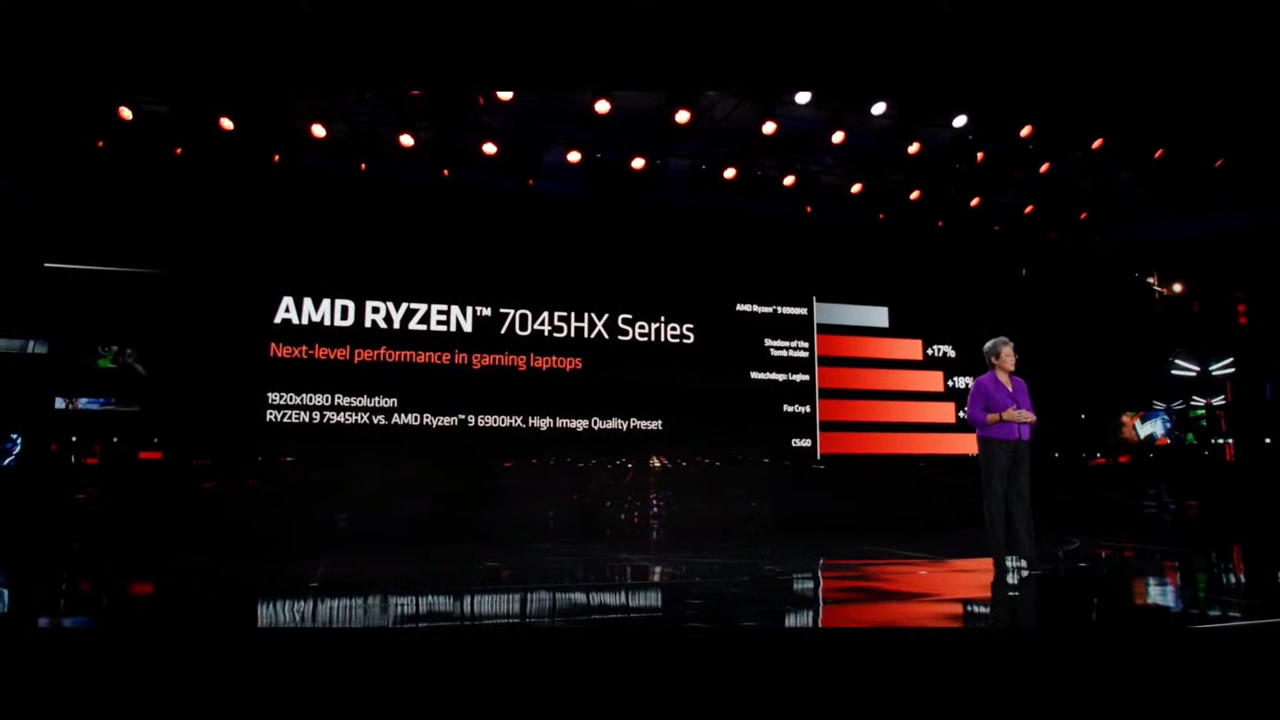 AMD RYZEN™ 7045HX Series
Next-level performance in gaming laptops
1920x1080 Resolution
RYZEN 9 7945HX vs. AMD Ryzen™ 9 6900HX, High Image Quality Preset
AMD Ryzen™ 9 6900HX
Shadow of the
Tomb Raider
+17%
Watchdogs: Legion
+18%
Far Cry 6
CS:GO